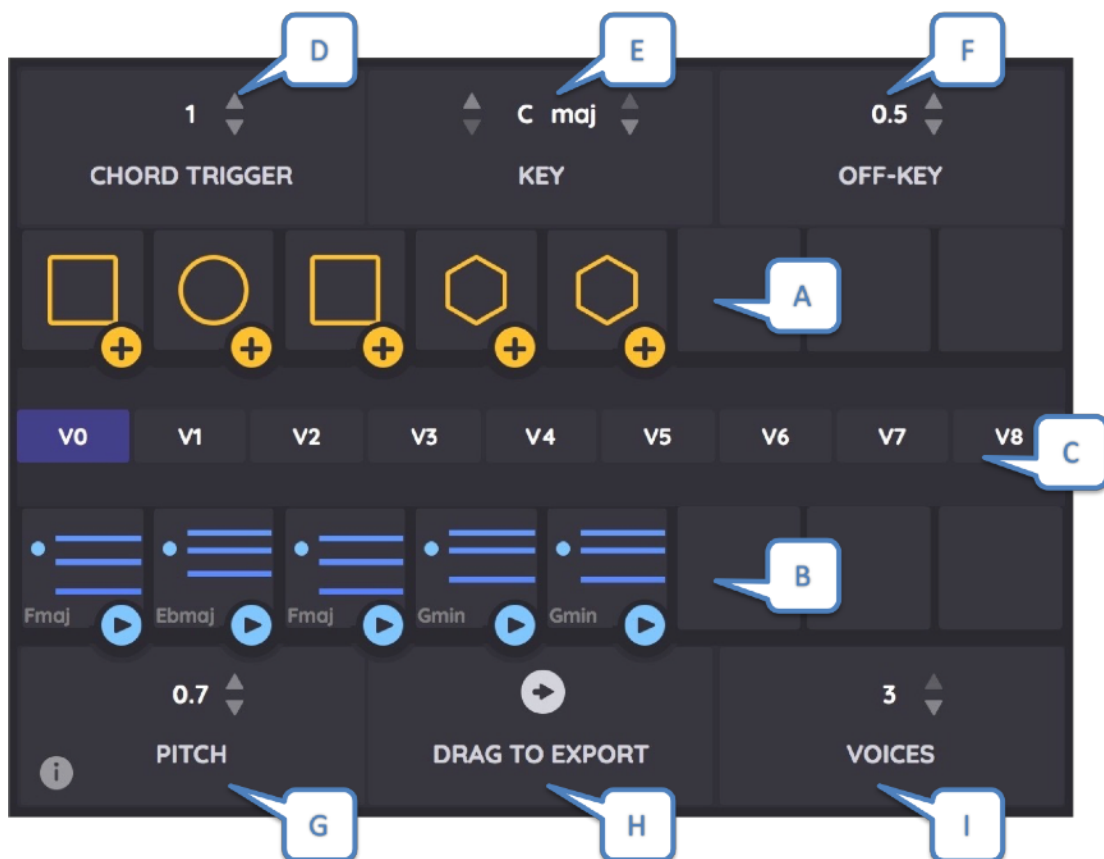 D
E
F
1
C maj
0.5
CHORD TRIGGER
KEY
OFF-KEY
A
V0 V1 V2 V3 V4 V5 V6 V7 V8
C
B
Fmaj Ebmaj Fmaj Gmin Gmin
0.7
3
PITCH
DRAG TO EXPORT
VOICES
i
G
H
I